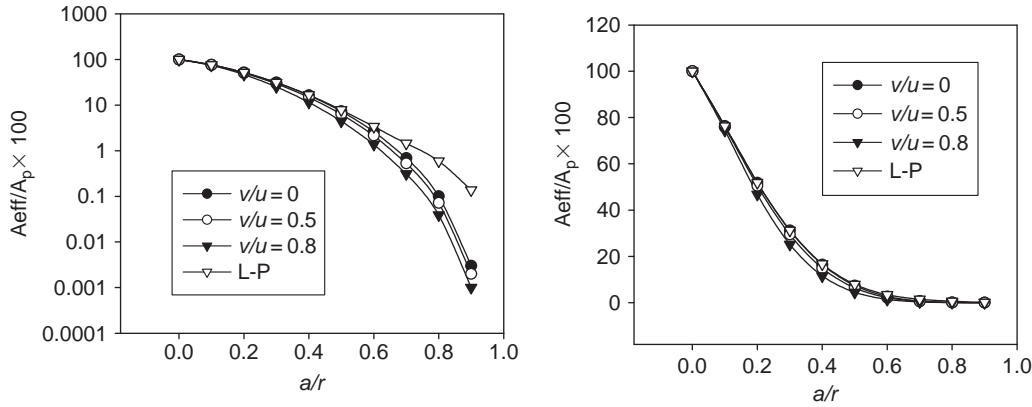 Aeff/Ap × 100
1000
100
10
1
0.1
0.01
0.001
0.0001
v/u = 0
v/u = 0.5
v/u = 0.8
L-P
0.0 0.2 0.4 0.6 0.8 1.0
a/r
Aeff/Ap × 100
120
100
80
60
40
20
0
v/u = 0
v/u = 0.5
v/u = 0.8
L-P
0.0 0.2 0.4 0.6 0.8 1.0
a/r